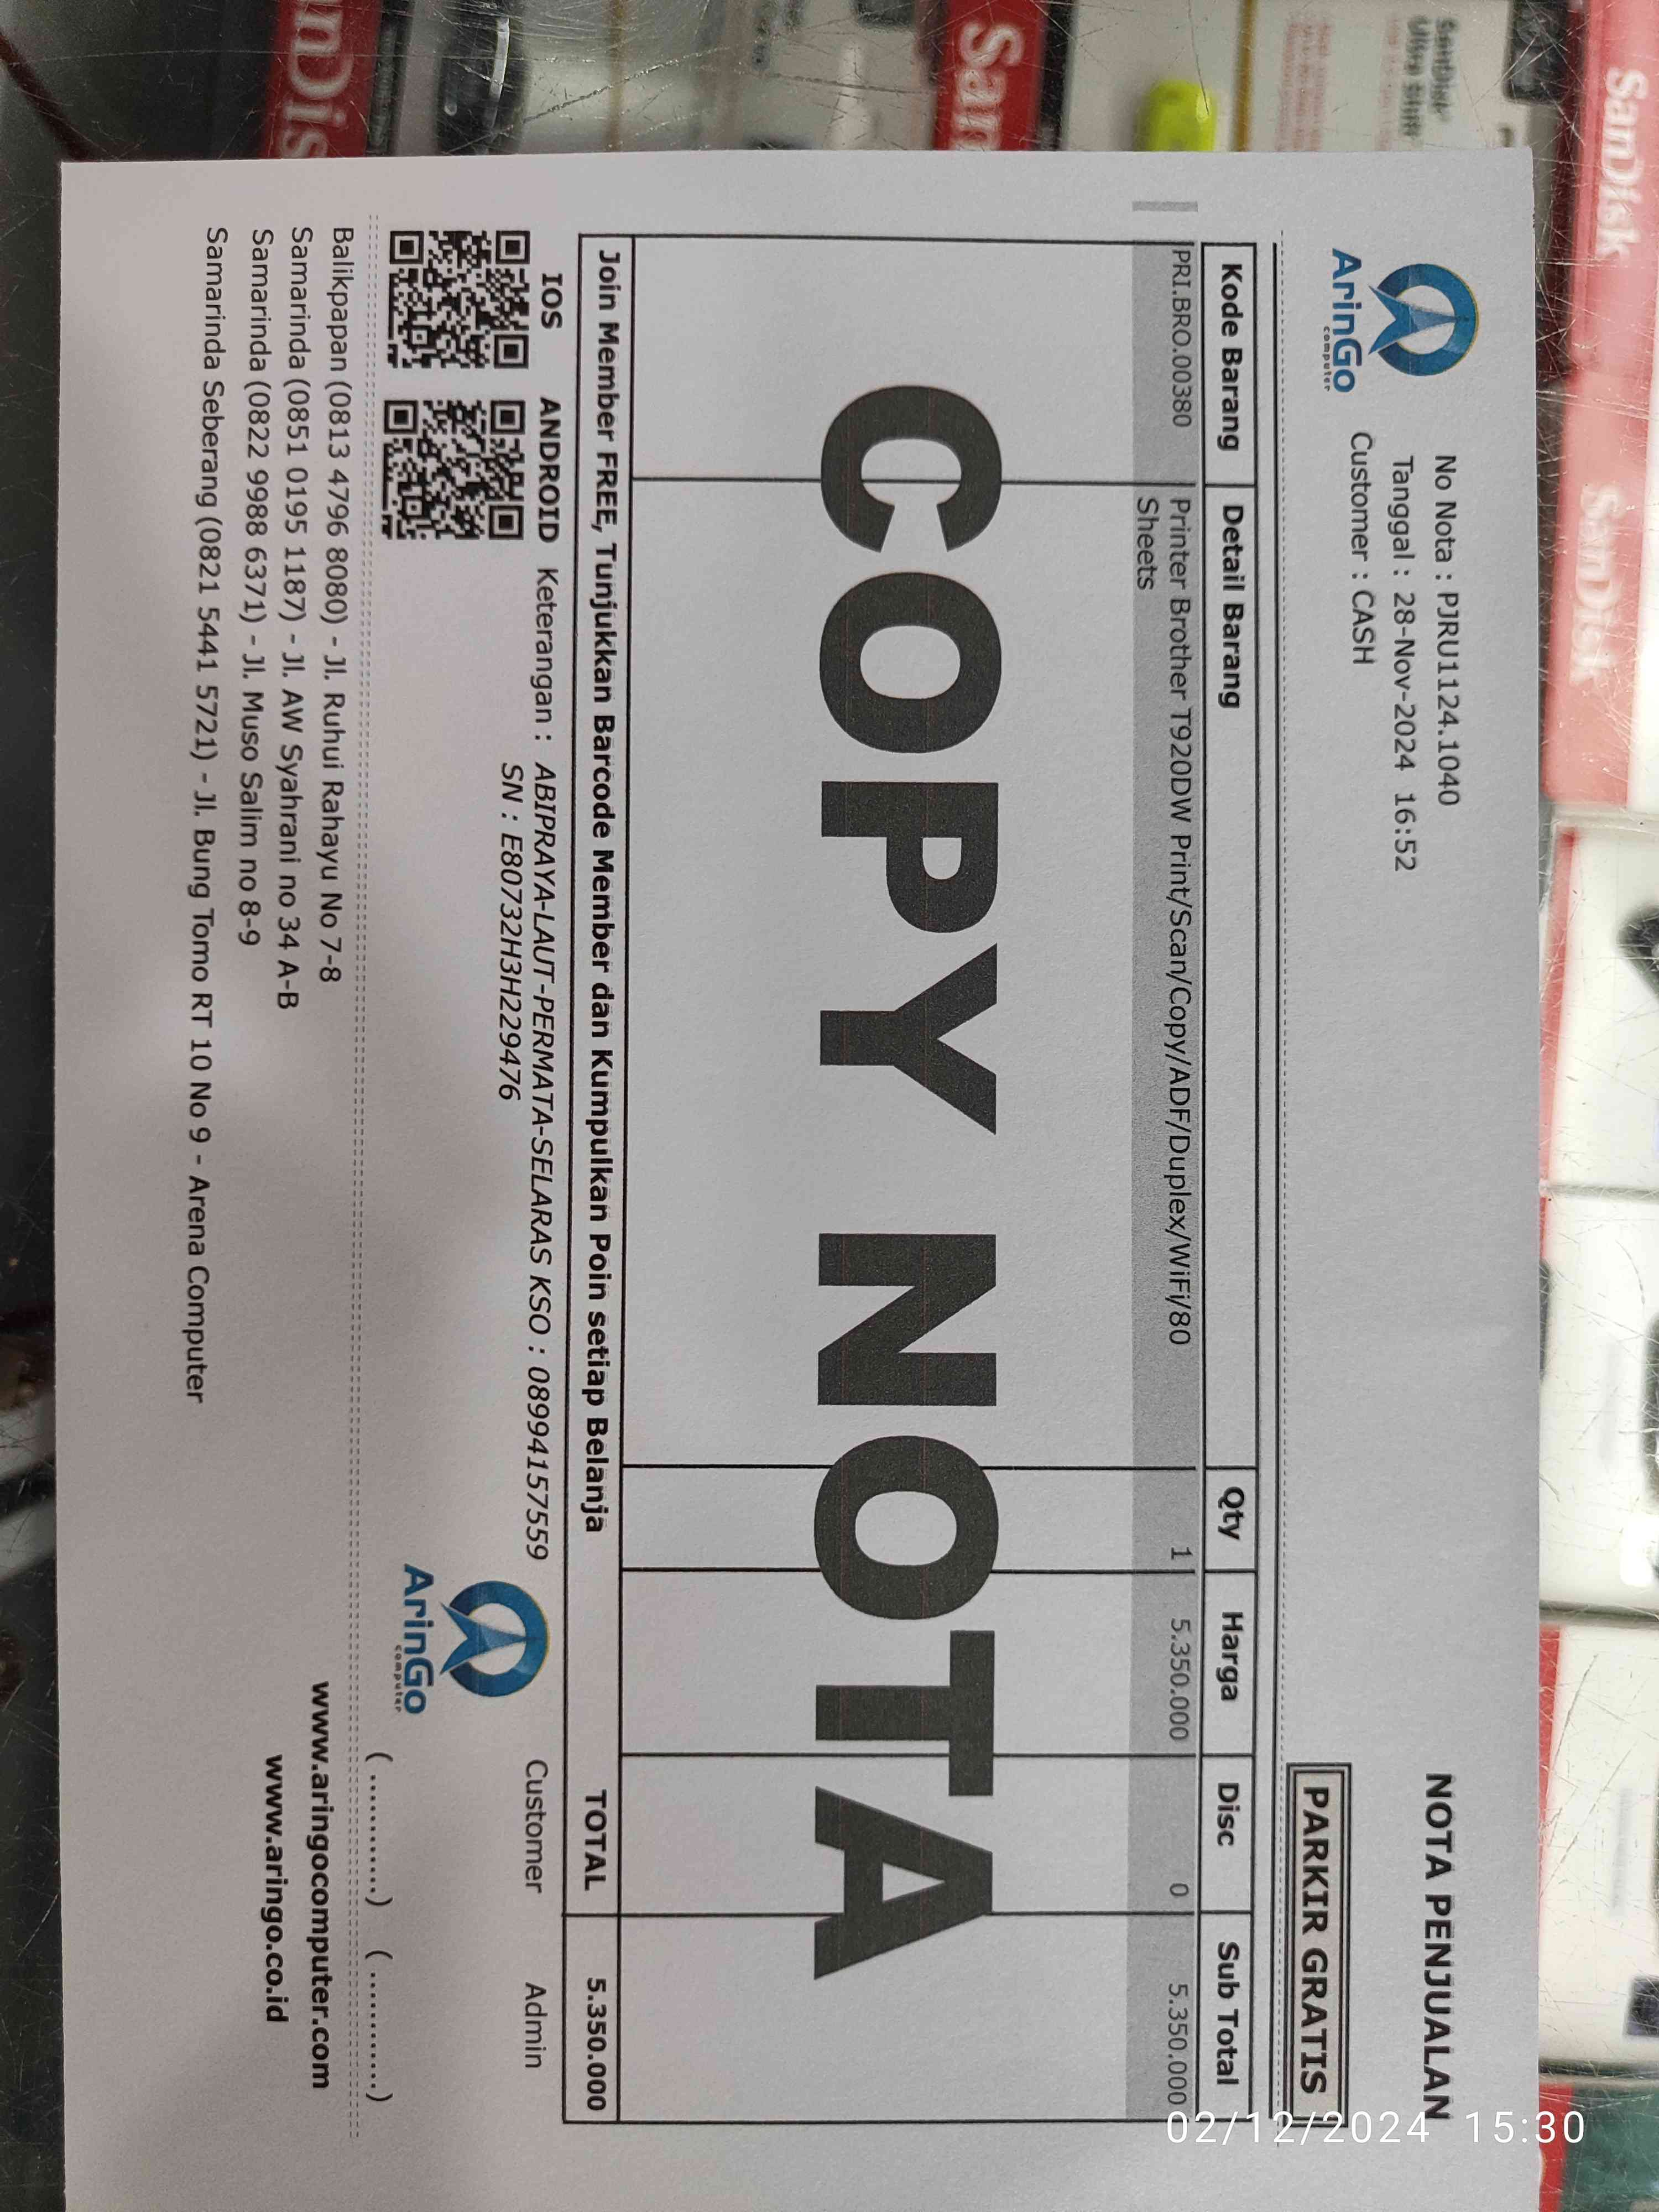 SanDisk
SanDisk
SanDisk
Ultra Shift
San
nDis
ArinGo
computer
No Nota : PJRU1124.1040
Tanggal : 28-Nov-2024 16:52
Customer : CASH
NOTA PENJUALAN
PARKIR GRATIS
Kode Barang Detail Barang Qty Harga Disc Sub Total
PRI.BRO.00380 Printer Brother T920DW Print/Scan/Copy/ADF/Duplex/WiFi/80 1 5.350.000 0 5.350.000
Sheets
COPY NOTA
Join Member FREE, Tunjukkan Barcode Member dan Kumpulkan Poin setiap Belanja TOTAL 5.350.000
IOS ANDROID Keterangan : ABIPRAYA-LAUT-PERMATA-SELARAS KSO : 08994157559
SN : E80732H3H229476
ArinGo
computer
Customer Admin
( ............) ( ............)
Balikpapan (0813 4796 8080) - Jl. Ruhui Rahayu No 7-8
Samarinda (0851 0195 1187) - Jl. AW Syahrani no 34 A-B
Samarinda (0822 9988 6371) - Jl. Muso Salim no 8-9
Samarinda Seberang (0821 5441 5721) - Jl. Bung Tomo RT 10 No 9 - Arena Computer
www.aringocomputer.com
www.aringo.co.id
02/12/2024 15:30